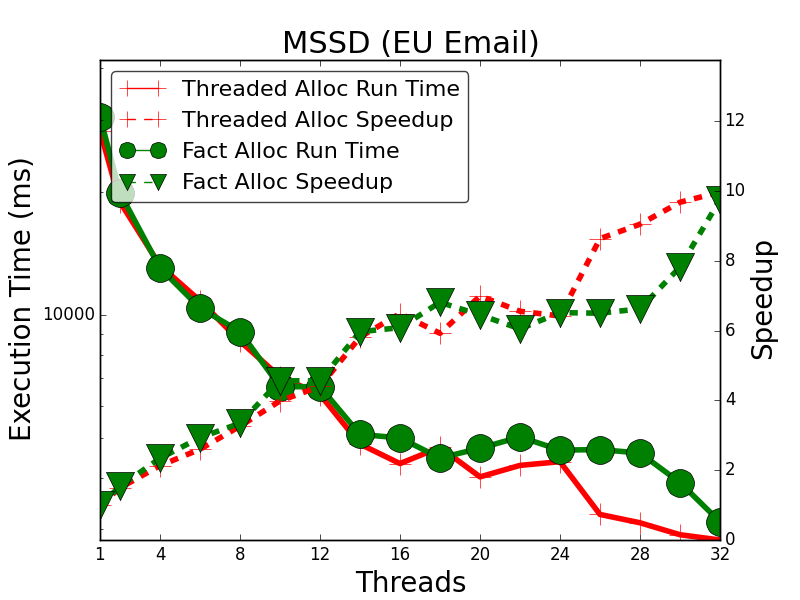 MSSD (EU Email)
Threaded Alloc Run Time
Threaded Alloc Speedup
Fact Alloc Run Time
Fact Alloc Speedup
Execution Time (ms)
10000
12
10
8
6
4
2
0
Speedup
1 4 8 12 16 20 24 28 32
Threads